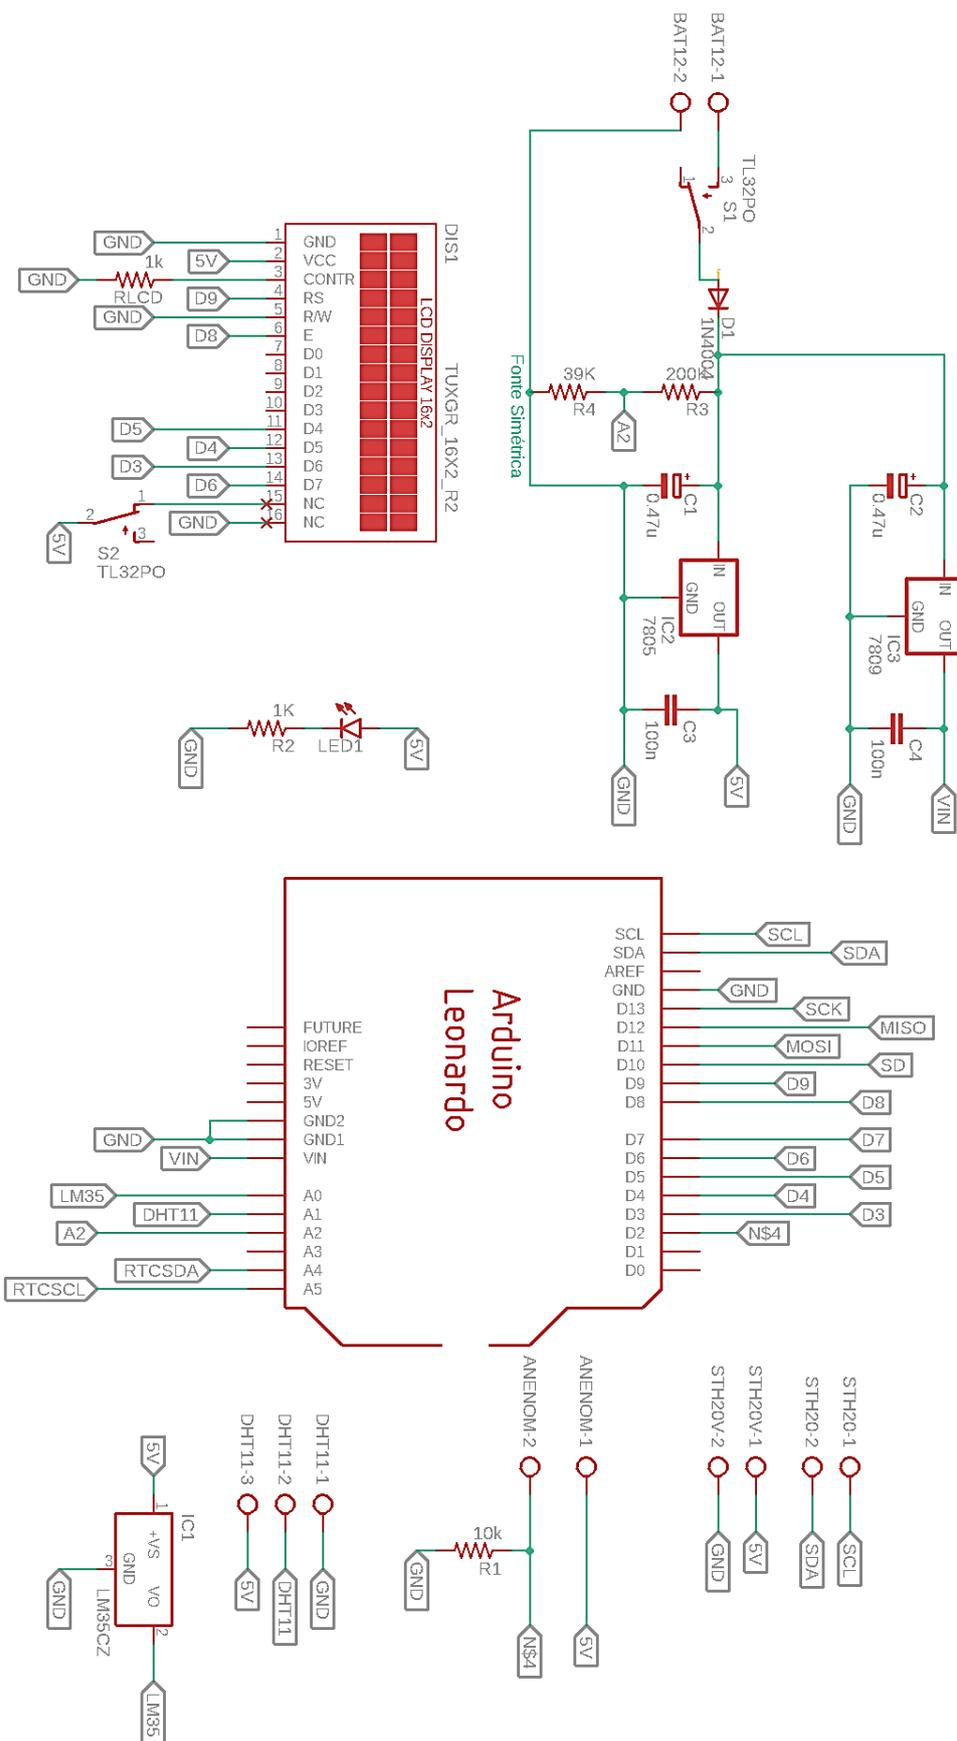 BAT12-2
BAT12-1
TL32PO
S1
1
3
2
D1
1N4004
Fonte Simétrica
39K
R4
A2
200K
R3
C1
0.47u
+
C2
0.47u
+
IN
GND
OUT
IC2
7805
IN
GND
OUT
IC3
7809
C3
100n
C4
100n
GND
5V
GND
VIN
DIS1
LCD DISPLAY 16x2
TUXGR_16X2_R2
GND 1 GND
5V 2 VCC
GND 1k RLCD 3 CONTR
D9 4 RS
GND 5 R/W
D8 6 E
7 D0
8 D1
9 D2
10 D3
D5 11 D4
D4 12 D5
D3 13 D6
D6 14 D7
15 NC
GND 16 NC
1
2
3
5V
S2
TL32PO
GND
1K
R2
LED1
5V
Arduino
Leonardo
SCL SCL
SDA SDA
AREF
GND GND
D13 SCK
D12 MISO
D11 MOSI
D10 SD
D9 D9
D8 D8
D7 D7
D6 D6
D5 D5
D4 D4
D3 D3
D2 N$4
D1
D0
FUTURE
IOREF
RESET
3V
5V
GND2
GND GND1
VIN VIN
LM35 A0
DHT11 A1
A2 A2
A3
RTCSDA A4
RTCSCL A5
5V
1
IC1
+VS
GND
VO
3
2
LM35CZ
GND
LM35
DHT11-3
DHT11-2
DHT11-1
5V
DHT11
GND
ANENOM-2
ANENOM-1
10k
R1
GND
N$4
5V
STH20V-2
STH20V-1
STH20-2
STH20-1
GND
5V
SDA
SCL